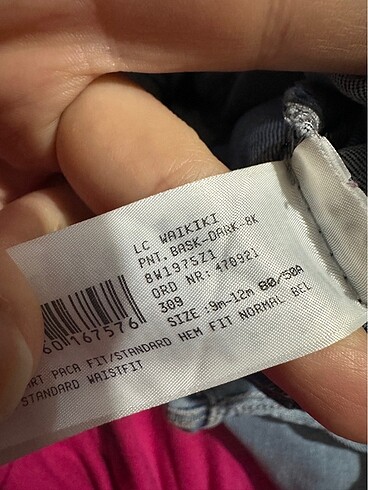 LC WAIKIKI
PNT. BASK-DARK-BK
8W1975Z1
ORD NR: 470921
309
SIZE :9m-12m 80/50A
60167576
ART PACA FIT/STANDARD HEM FIT NORMAL BEL
STANDARD WAISTFIT